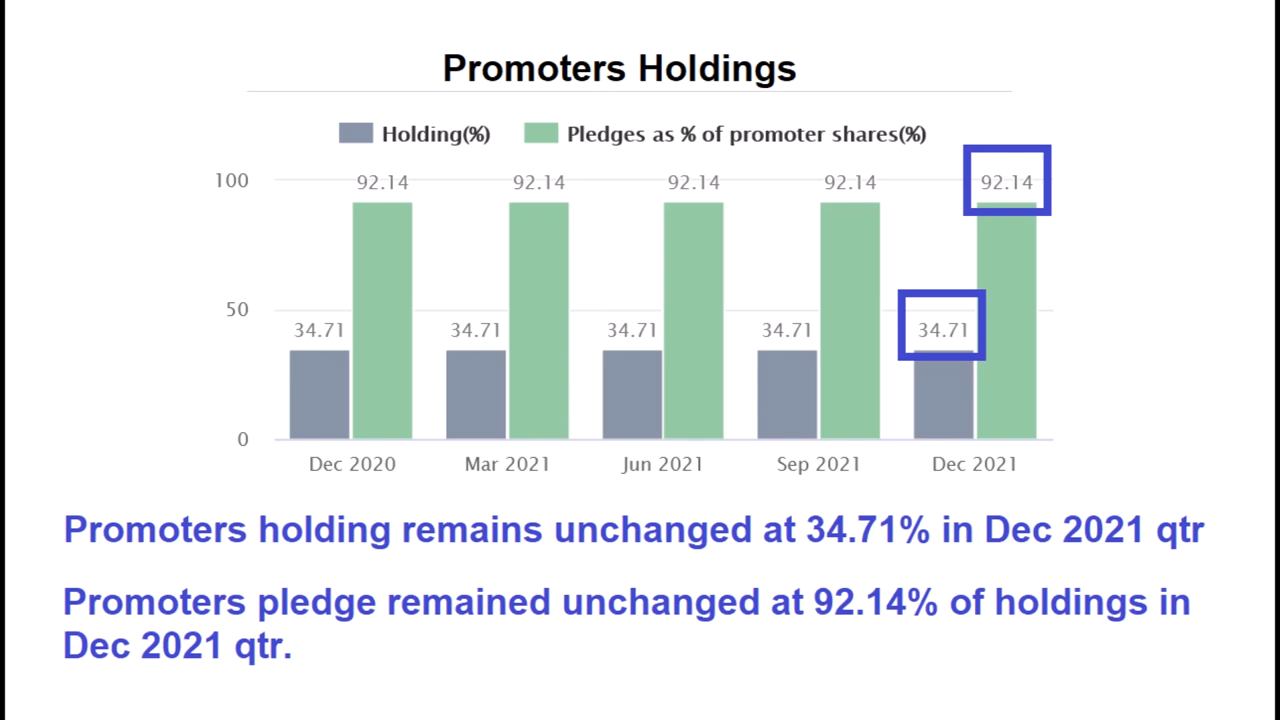 Promoters Holdings
Holding(%) Pledges as % of promoter shares(%)
100 92.14 92.14 92.14 92.14 92.14
50
34.71 34.71 34.71 34.71 34.71
0
Dec 2020 Mar 2021 Jun 2021 Sep 2021 Dec 2021
Promoters holding remains unchanged at 34.71% in Dec 2021 qtr
Promoters pledge remained unchanged at 92.14% of holdings in
Dec 2021 qtr.